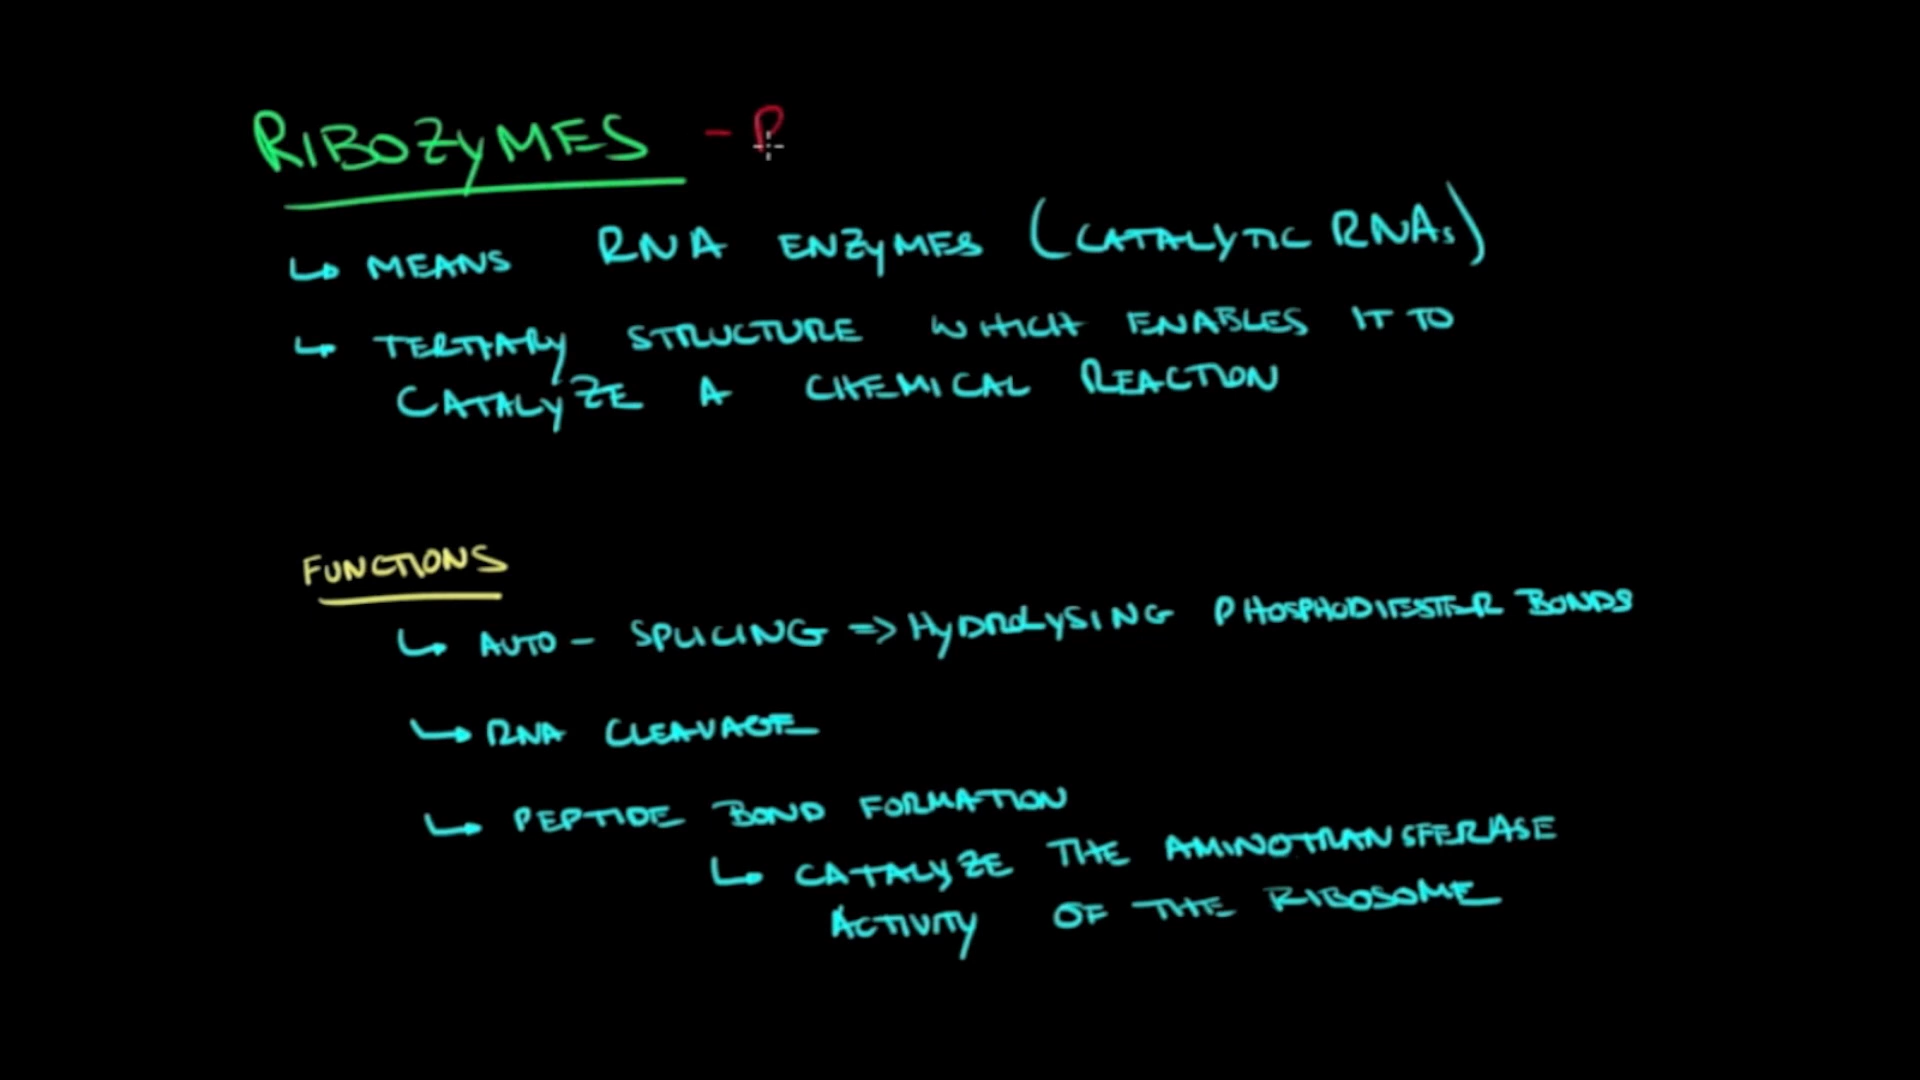 RIBOZYMES - P
↳ MEANS RNA ENZYMES (CATALYTIC RNAs)
↳ TERTIARY STRUCTURE WHICH ENABLES IT TO
CATALYZE A CHEMICAL REACTION
FUNCTIONS
↳ AUTO - SPLICING => HYDROLYSING PHOSPHODIESTER BONDS
↳ RNA CLEAVAGE
↳ PEPTIDE BOND FORMATION
↳ CATALYZE THE AMINOTRANSFERASE
ACTIVITY OF THE RIBOSOME